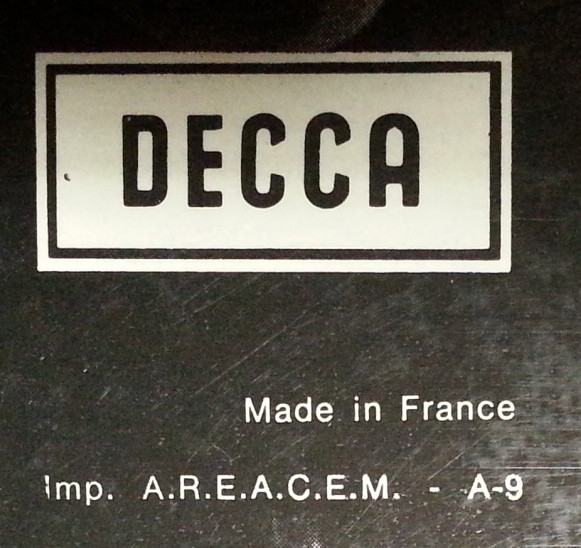 DECCA
Made in France
Imp. A.R.E.A.C.E.M. - A-9